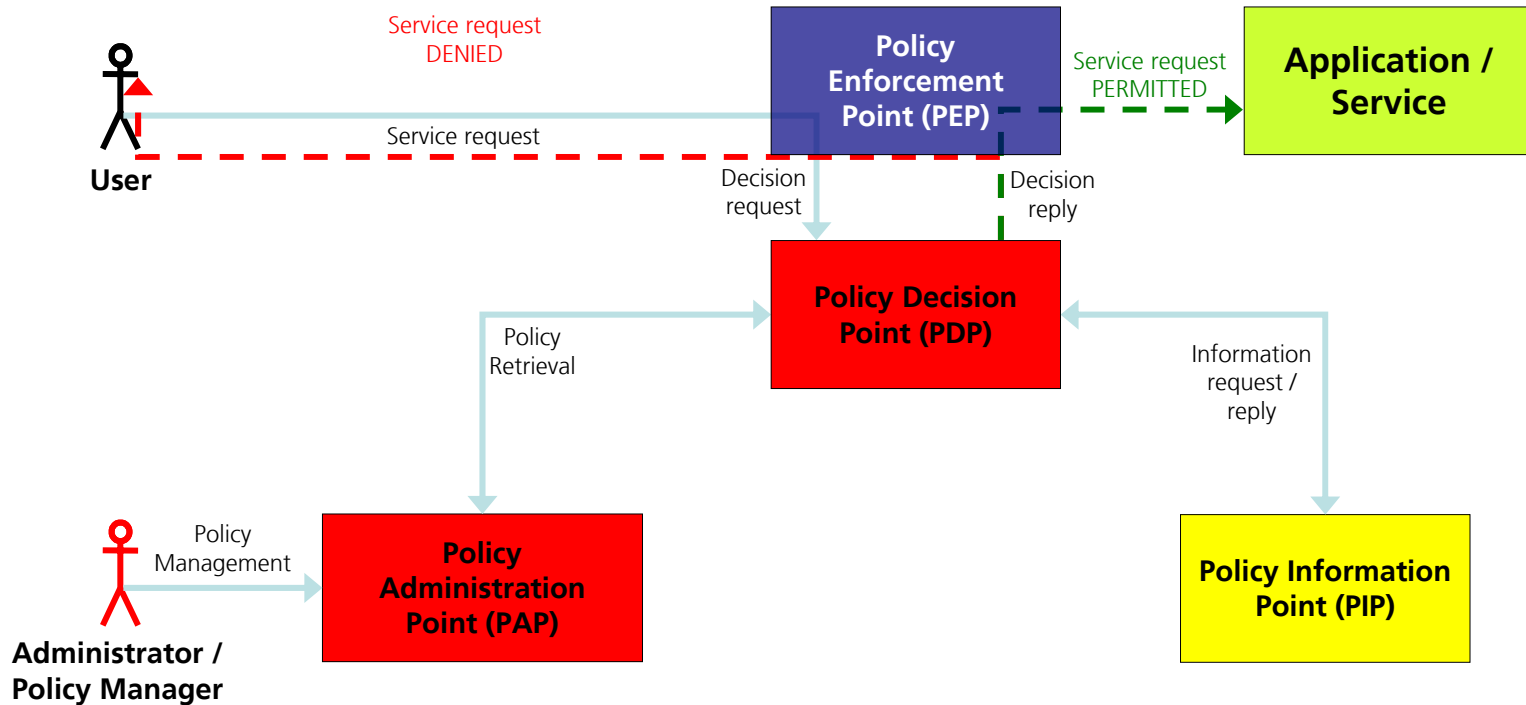 Service request
DENIED
Policy
Enforcement
Point (PEP)
Service request
PERMITTED
Application /
Service
Service request
User
Decision
request
Decision
reply
Policy Decision
Point (PDP)
Policy
Retrieval
Information
request /
reply
Policy
Management
Policy
Administration
Point (PAP)
Policy Information
Point (PIP)
Administrator /
Policy Manager